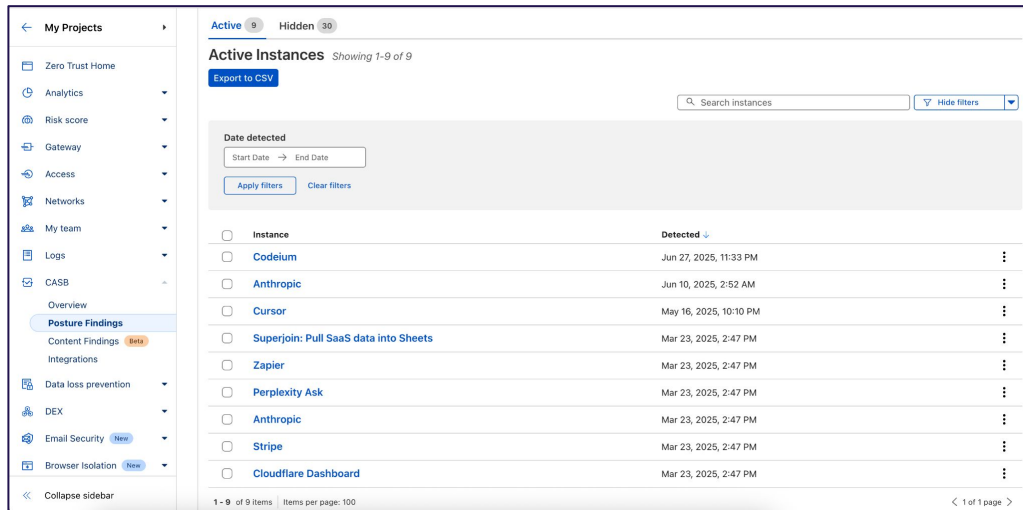 My Projects
Zero Trust Home
Analytics
Risk score
Gateway
Access
Networks
My team
Logs
CASB
Overview
Posture Findings
Content Findings Beta
Integrations
Data loss prevention
DEX
Email Security New
Browser Isolation New
Collapse sidebar
Active 9 Hidden 30
Active Instances Showing 1-9 of 9
Export to CSV
Search instances Hide filters
Date detected
Start Date → End Date
Apply filters Clear filters
Instance Detected ↓
Codeium Jun 27, 2025, 11:33 PM
Anthropic Jun 10, 2025, 2:52 AM
Cursor May 16, 2025, 10:10 PM
Superjoin: Pull SaaS data into Sheets Mar 23, 2025, 2:47 PM
Zapier Mar 23, 2025, 2:47 PM
Perplexity Ask Mar 23, 2025, 2:47 PM
Anthropic Mar 23, 2025, 2:47 PM
Stripe Mar 23, 2025, 2:47 PM
Cloudflare Dashboard Mar 23, 2025, 2:47 PM
1 - 9 of 9 items Items per page: 100 < 1 of 1 page >